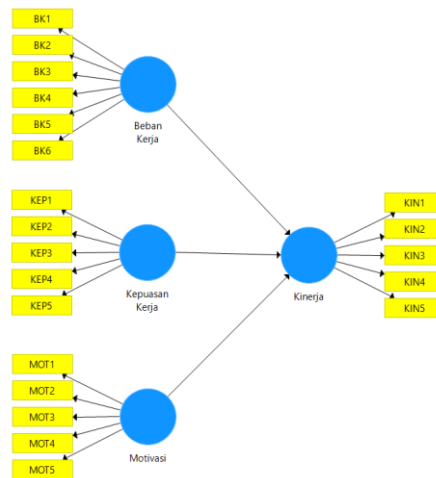 BK1
BK2
BK3
BK4
BK5
BK6
Beban
Kerja
KEP1
KEP2
KEP3
KEP4
KEP5
Kepuasan
Kerja
KIN1
KIN2
KIN3
KIN4
KIN5
Kinerja
MOT1
MOT2
MOT3
MOT4
MOT5
Motivasi